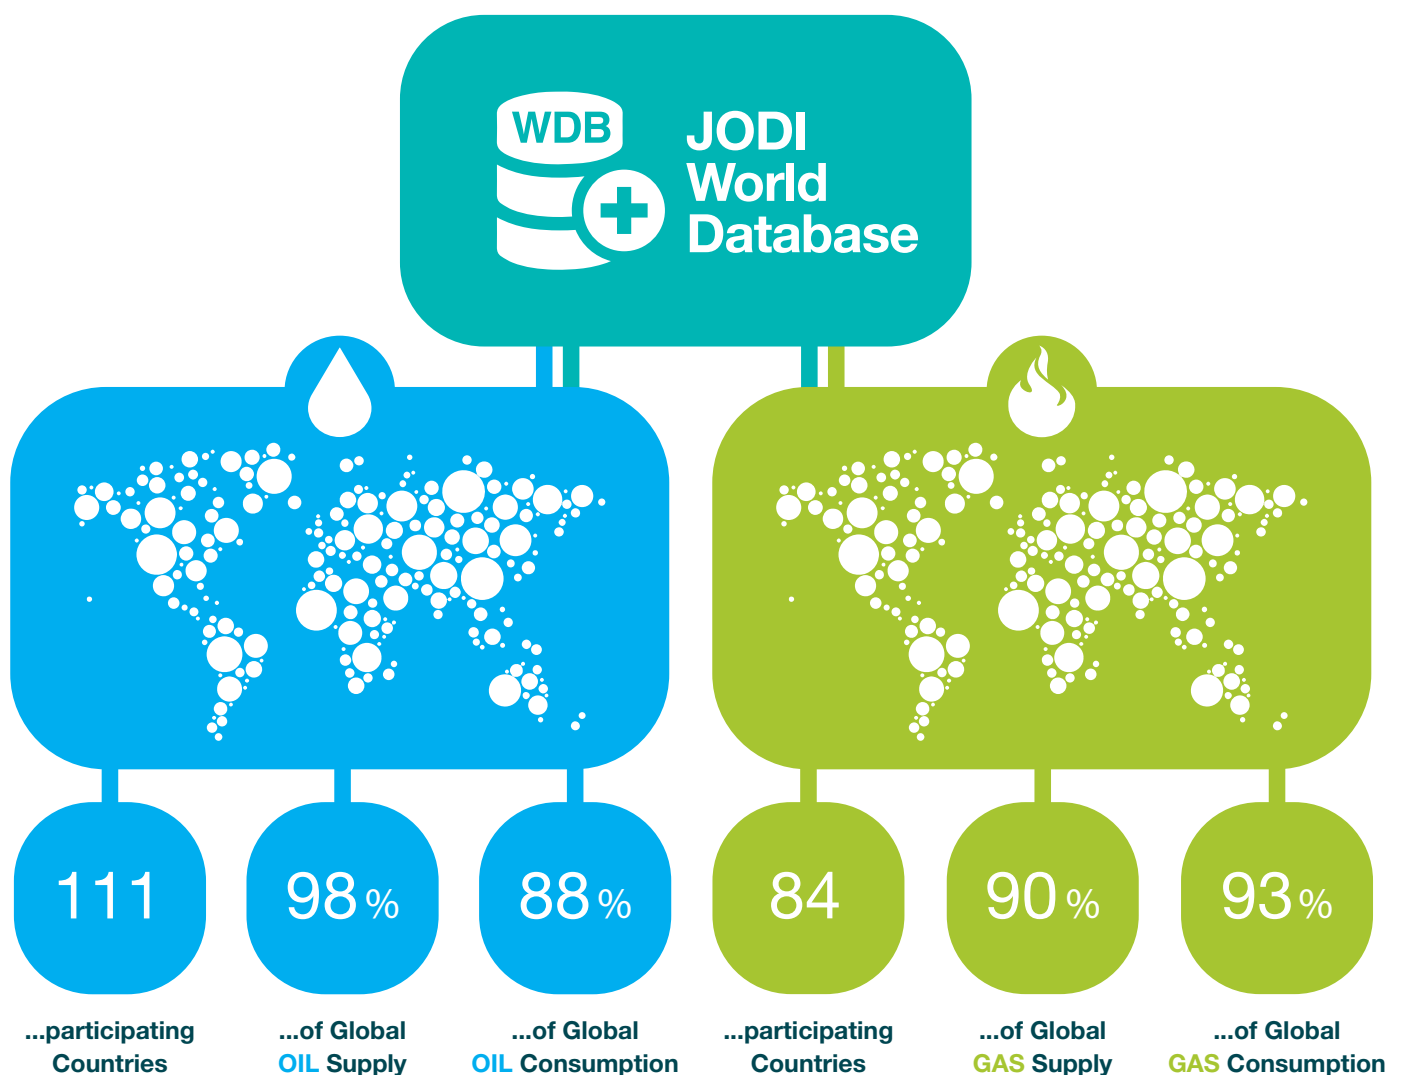 WDB
JODI
World
Database
111
98 %
88 %
84
90 %
93 %
...participating
Countries
...of Global
OIL Supply
...of Global
OIL Consumption
...participating
Countries
...of Global
GAS Supply
...of Global
GAS Consumption